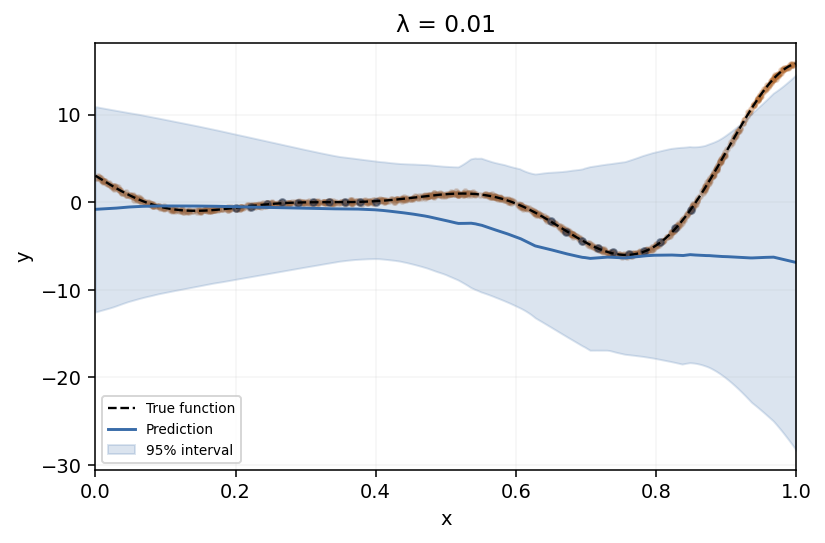 λ = 0.01
10
0
−10
−20
−30
y
True function
Prediction
95% interval
0.0 0.2 0.4 0.6 0.8 1.0
x